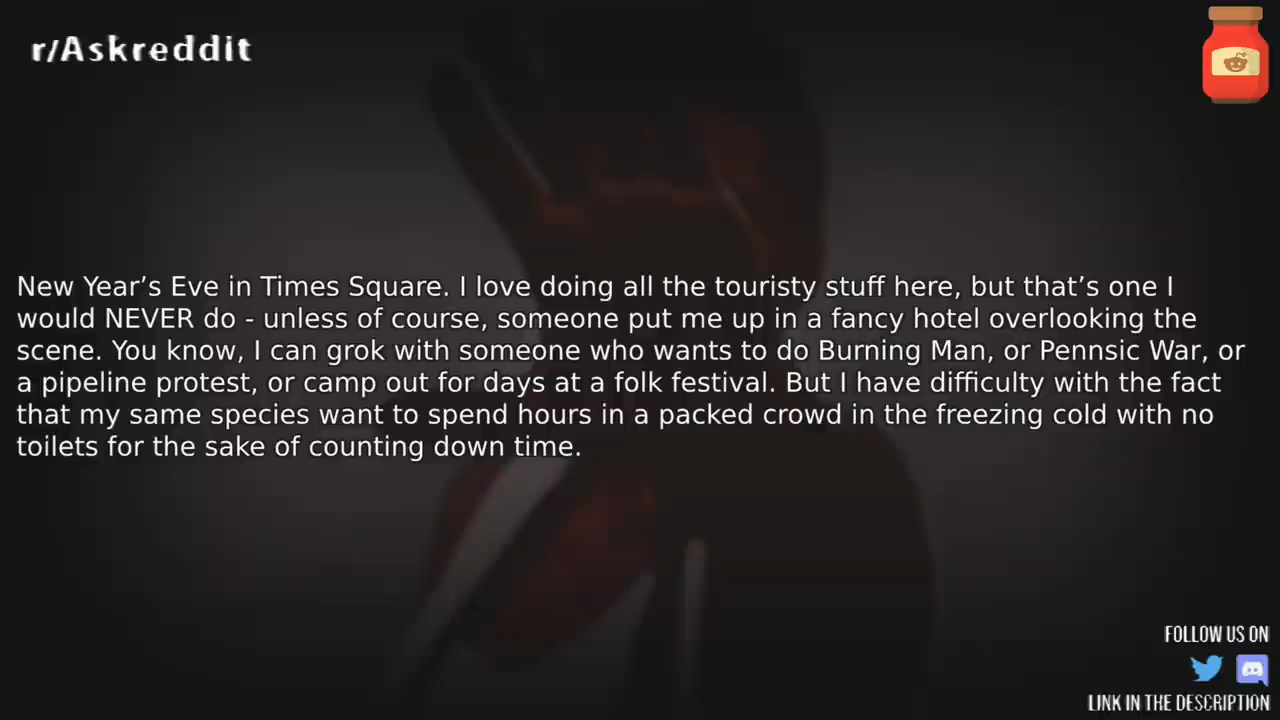 r/Askreddit
New Year’s Eve in Times Square. I love doing all the touristy stuff here, but that’s one I
would NEVER do - unless of course, someone put me up in a fancy hotel overlooking the
scene. You know, I can grok with someone who wants to do Burning Man, or Pennsic War, or
a pipeline protest, or camp out for days at a folk festival. But I have difficulty with the fact
that my same species want to spend hours in a packed crowd in the freezing cold with no
toilets for the sake of counting down time.
FOLLOW US ON
LINK IN THE DESCRIPTION